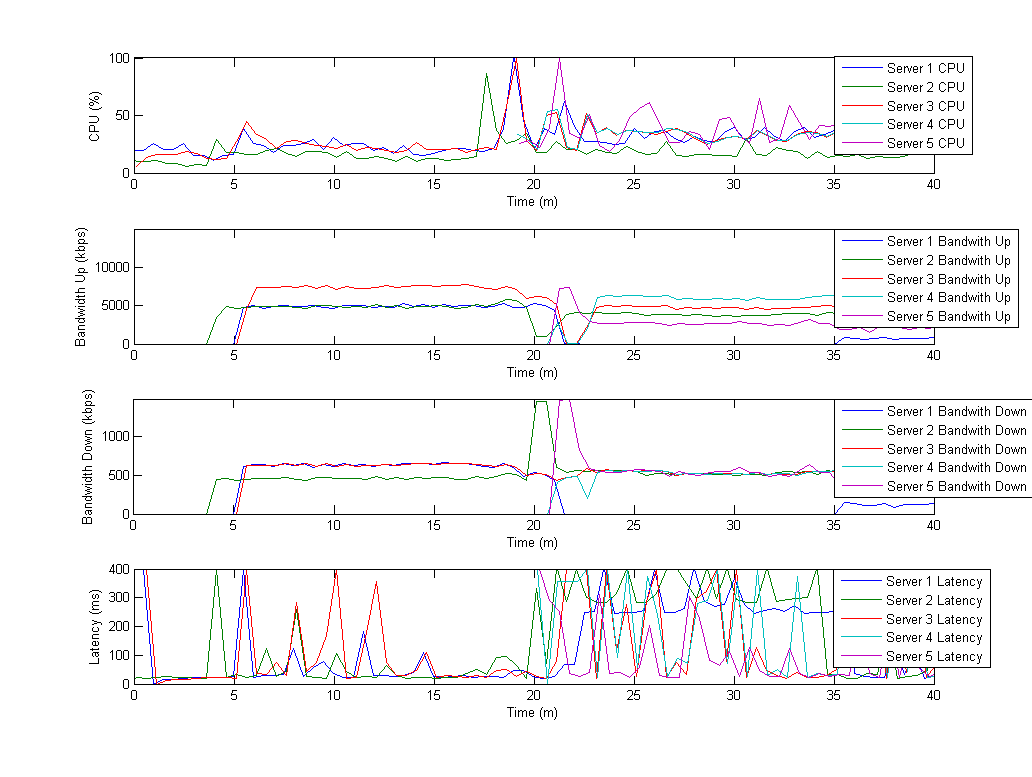 CPU (%)
100
50
0
0 5 10 15 20 25 30 35 40
Time (m)
Server 1 CPU
Server 2 CPU
Server 3 CPU
Server 4 CPU
Server 5 CPU
Bandwidth Up (kbps)
10000
5000
0
0 5 10 15 20 25 30 35 40
Time (m)
Server 1 Bandwith Up
Server 2 Bandwith Up
Server 3 Bandwith Up
Server 4 Bandwith Up
Server 5 Bandwith Up
Bandwidth Down (kbps)
1000
500
0
0 5 10 15 20 25 30 35 40
Time (m)
Server 1 Bandwith Down
Server 2 Bandwith Down
Server 3 Bandwith Down
Server 4 Bandwith Down
Server 5 Bandwith Down
Latency (ms)
400
300
200
100
0
0 5 10 15 20 25 30 35 40
Time (m)
Server 1 Latency
Server 2 Latency
Server 3 Latency
Server 4 Latency
Server 5 Latency